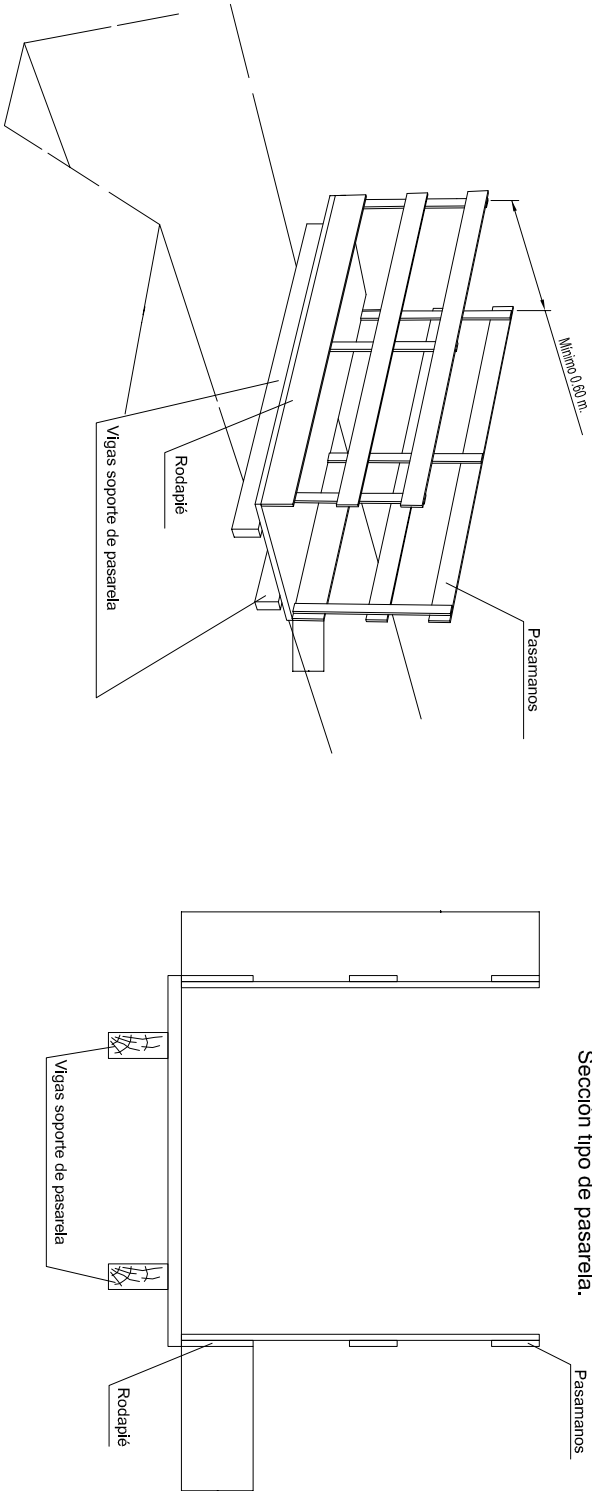 Mínimo 0.60 m.
Pasamanos
Rodapié
Vigas soporte de pasarela
Sección tipo de pasarela.
Pasamanos
Vigas soporte de pasarela
Rodapié